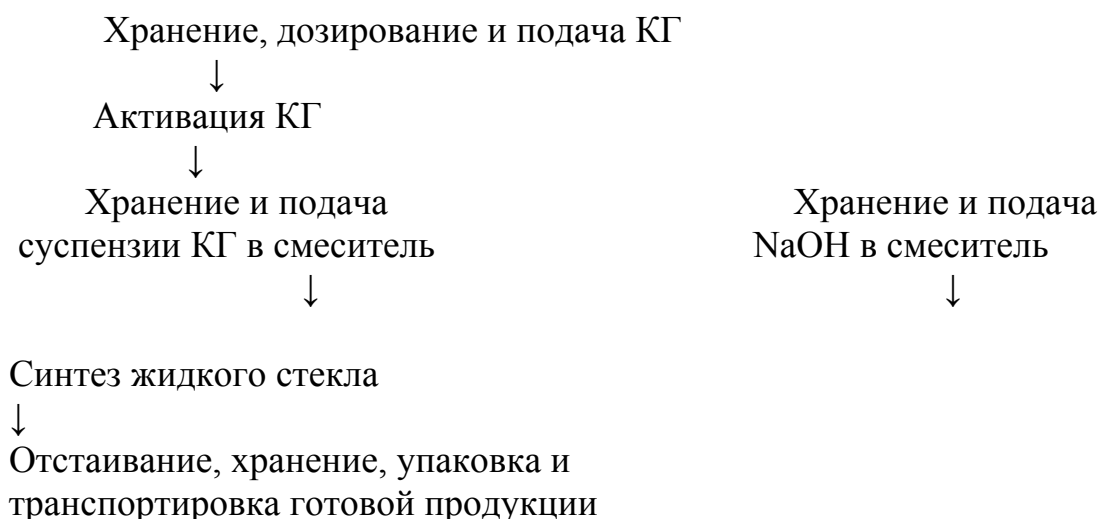 Хранение, дозирование и подача КГ
↓
Активация КГ
↓
Хранение и подача
суспензии КГ в смеситель
Хранение и подача
NaOH в смеситель
↓ ↓
Синтез жидкого стекла
↓
Отстаивание, хранение, упаковка и
транспортировка готовой продукции